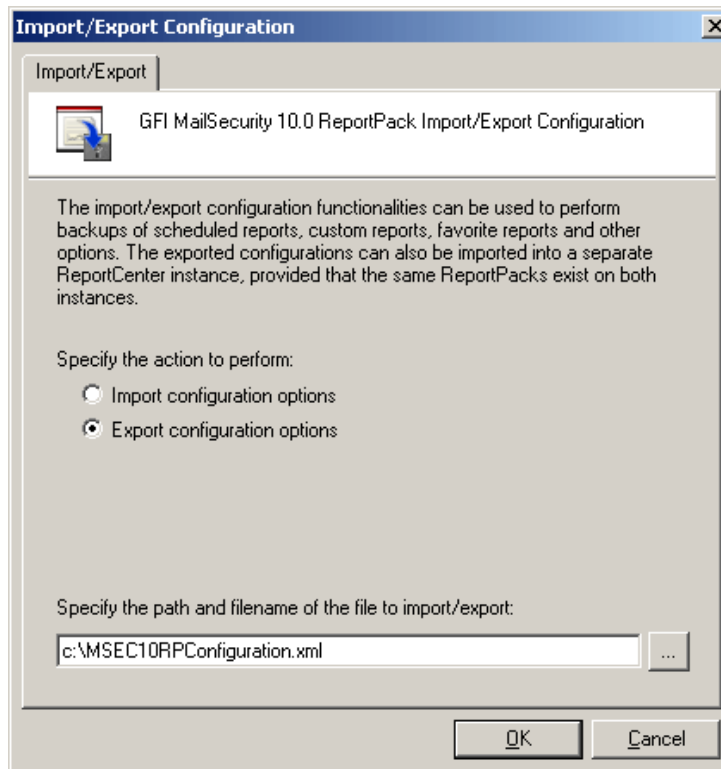 Import/Export Configuration
Import/Export
GFI MailSecurity 10.0 ReportPack Import/Export Configuration
The import/export configuration functionalities can be used to perform
backups of scheduled reports, custom reports, favorite reports and other
options. The exported configurations can also be imported into a separate
ReportCenter instance, provided that the same ReportPacks exist on both
instances.
Specify the action to perform:
Import configuration options
Export configuration options
Specify the path and filename of the file to import/export:
c:\MSEC10RPConfiguration.xml
...
OK
Cancel